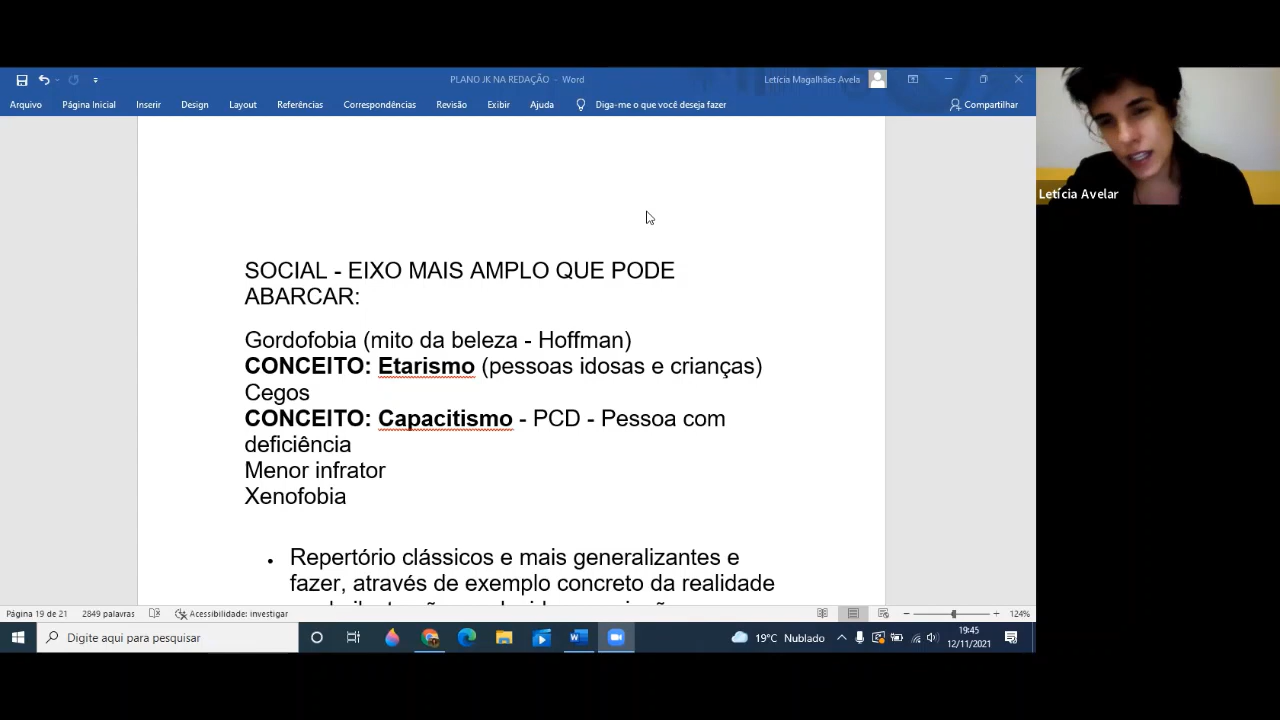 PLANO JK NA REDAÇÃO - Word
Letícia Magalhães Avela
Arquivo
Página Inicial
Inserir
Design
Layout
Referências
Correspondências
Revisão
Exibir
Ajuda
Diga-me o que você deseja fazer
Compartilhar
Letícia Avelar
SOCIAL - EIXO MAIS AMPLO QUE PODE
ABARCAR:
Gordofobia (mito da beleza - Hoffman)
CONCEITO: Etarismo (pessoas idosas e crianças)
Cegos
CONCEITO: Capacitismo - PCD - Pessoa com
deficiência
Menor infrator
Xenofobia
• Repertório clássicos e mais generalizantes e
fazer, através de exemplo concreto da realidade
Página 19 de 21
2849 palavras
Acessibilidade: investigar
124%
Digite aqui para pesquisar
19°C Nublado
19:45
12/11/2021